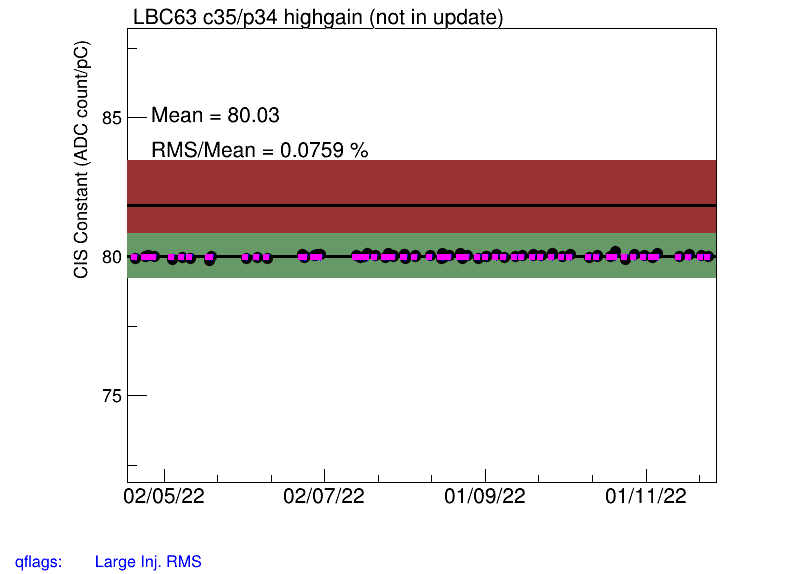 LBC63 c35/p34 highgain (not in update)
CIS Constant (ADC count/pC)
Mean = 80.03
RMS/Mean = 0.0759 %
85
80
75
02/05/22 02/07/22 01/09/22 01/11/22
qflags: Large Inj. RMS